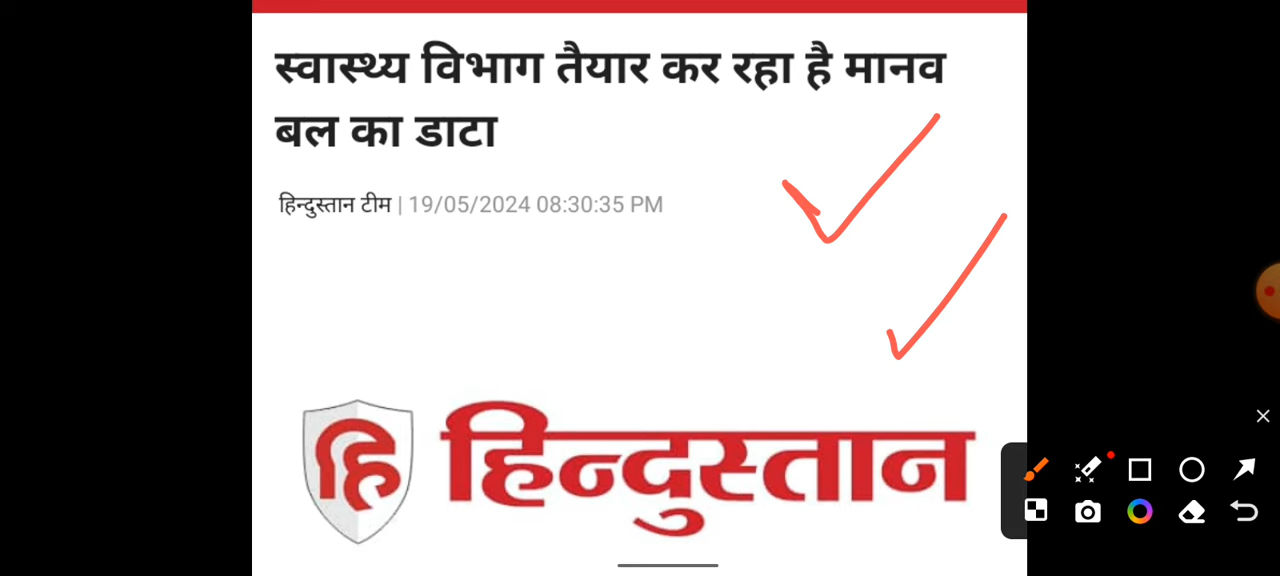 स्वास्थ्य विभाग तैयार कर रहा है मानव
बल का डाटा
हिन्दुस्तान टीम | 19/05/2024 08:30:35 PM
हि हिन्दुस्तान